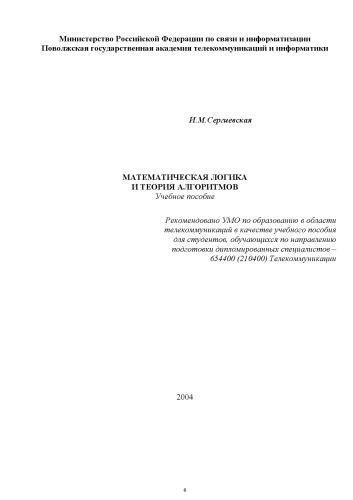 Министерство Российской Федерации по связи и информатизации
Поволжская государственная академия телекоммуникаций и информатики
И.М.Сергиевская
МАТЕМАТИЧЕСКАЯ ЛОГИКА
И ТЕОРИЯ АЛГОРИТМОВ
Учебное пособие
Рекомендовано УМО по образованию в области
телекоммуникаций в качестве учебного пособия
для студентов, обучающихся по направлению
подготовки дипломированных специалистов –
654400 (210400) Телекоммуникации
2004